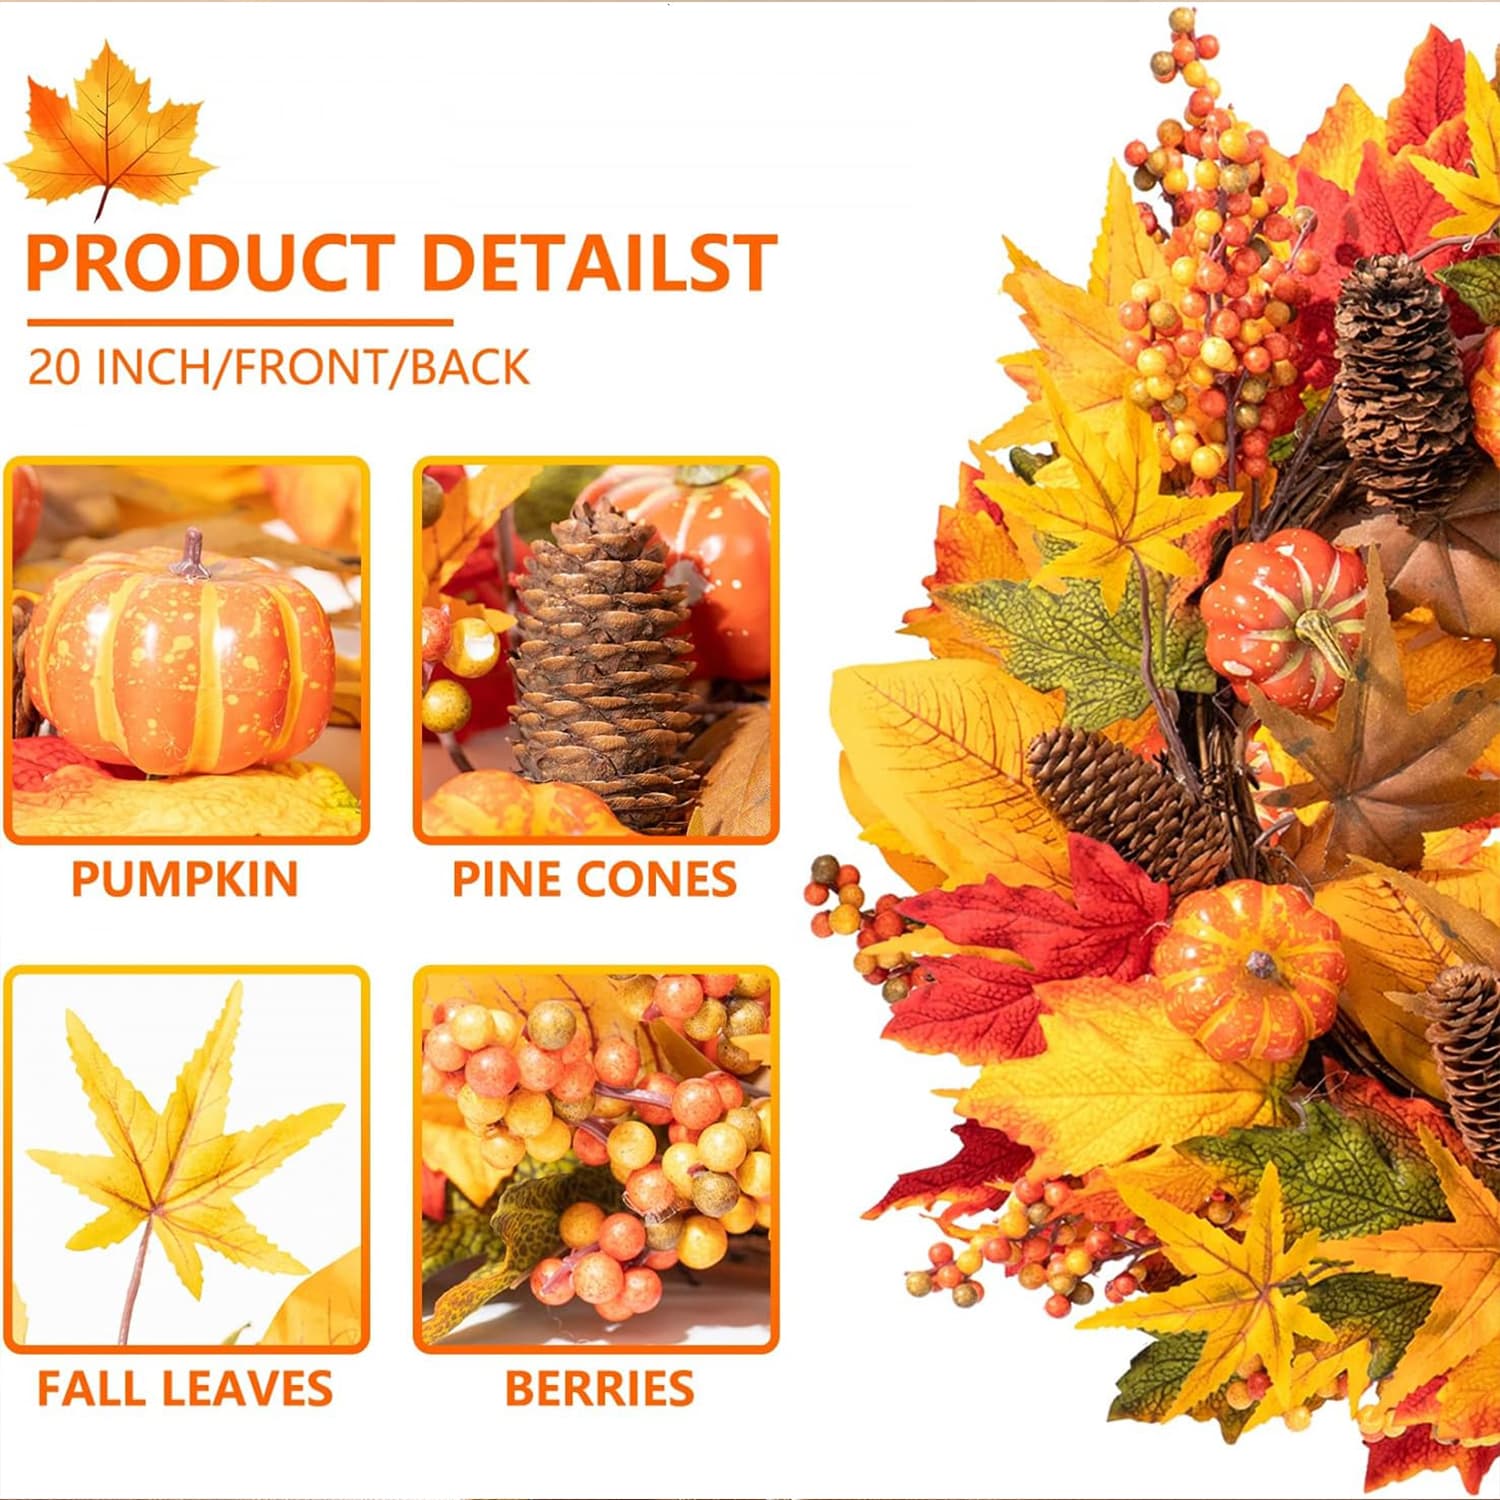 PRODUCT DETAILST
20 INCH/FRONT/BACK
PUMPKIN
PINE CONES
FALL LEAVES
BERRIES